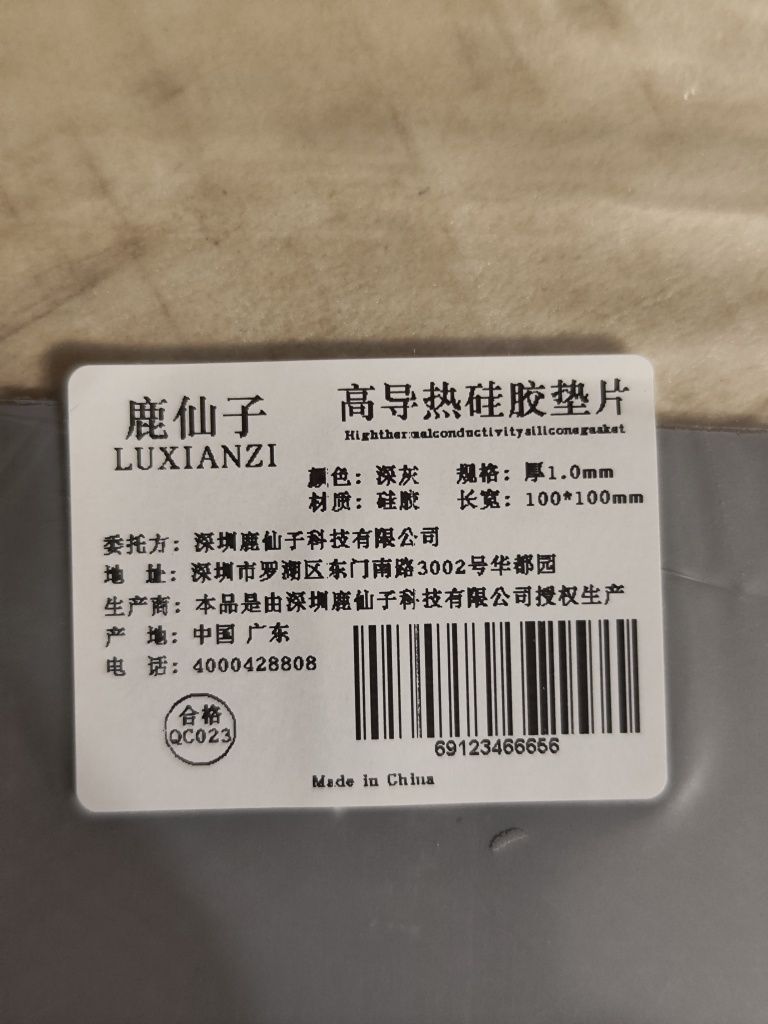 鹿仙子
LUXIANZI
高导热硅胶垫片
Highthermalconductivitysiliconegasket
颜色：深灰 规格：厚1.0mm
材质：硅胶 长宽：100*100mm
委托方：深圳鹿仙子科技有限公司
地 址：深圳市罗湖区东门南路3002号华都园
生产商：本品是由深圳鹿仙子科技有限公司授权生产
产 地：中国 广东
电 话：4000428808
合格
QC023
69123466656
Made in China